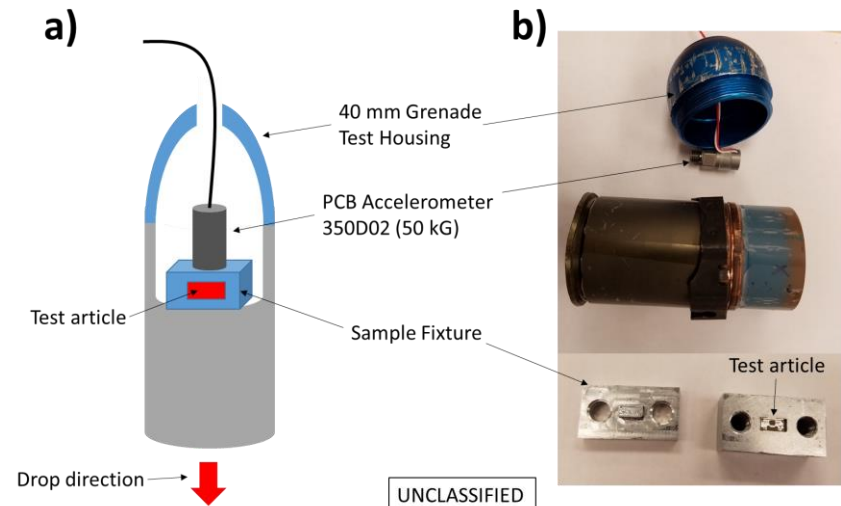 a)
b)
40 mm Grenade
Test Housing
PCB Accelerometer
350D02 (50 kG)
Test article
Sample Fixture
Test article
Drop direction
UNCLASSIFIED